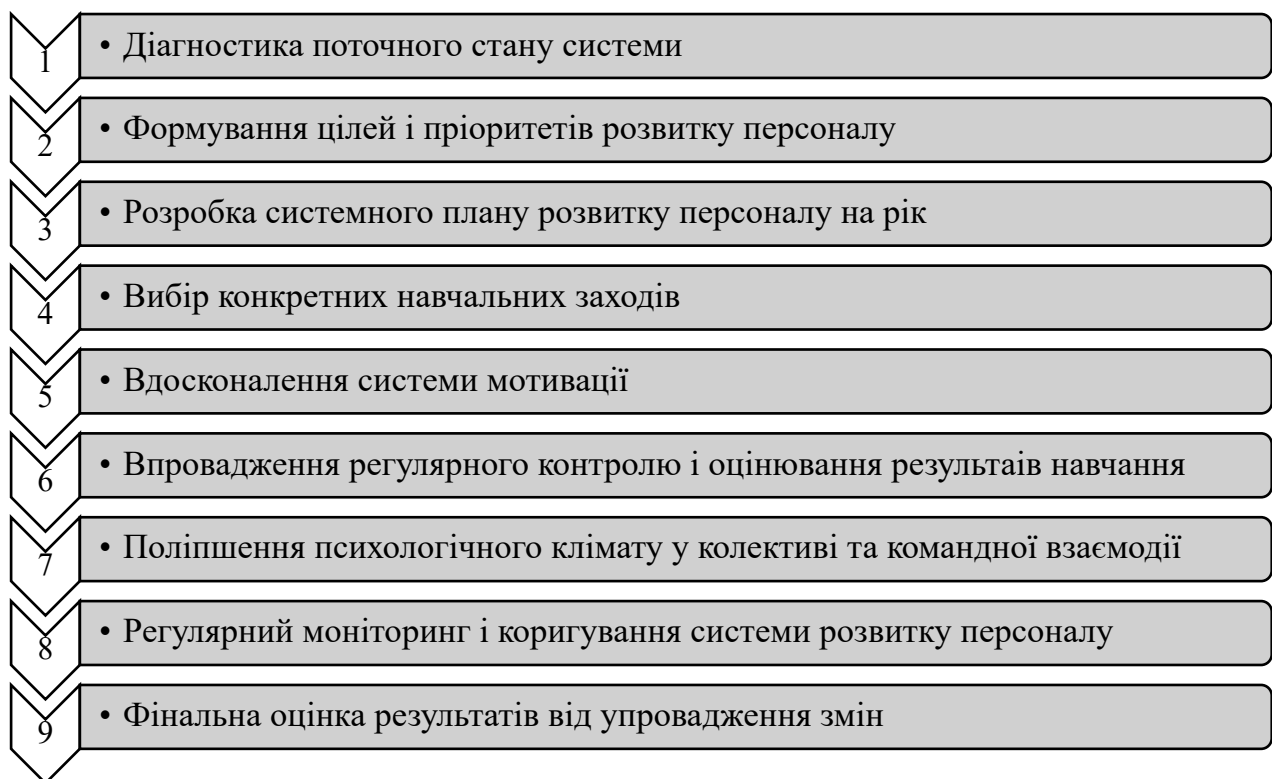 1 • Діагностика поточного стану системи
2 • Формування цілей і пріоритетів розвитку персоналу
3 • Розробка системного плану розвитку персоналу на рік
4 • Вибір конкретних навчальних заходів
5 • Вдосконалення системи мотивації
6 • Впровадження регулярного контролю і оцінювання резульtаів навчання
7 • Поліпшення психологічного клімату у колективі та командної взаємодії
8 • Регулярний моніторинг і коригування системи розвитку персоналу
9 • Фінальна оцінка результатів від упровадження змін